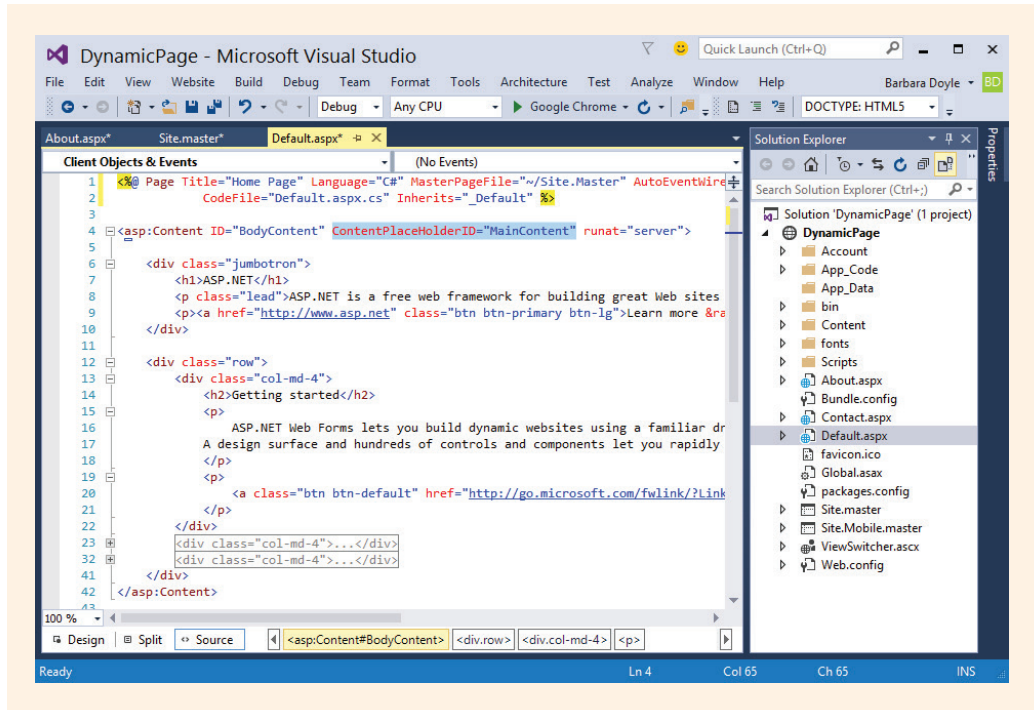 DynamicPage - Microsoft Visual Studio
Quick Launch (Ctrl+Q)
File Edit View Website Build Debug Team Format Tools Architecture Test Analyze Window Help Barbara Doyle BD
Debug Any CPU Google Chrome DOCTYPE: HTML5
About.aspx* Site.master* Default.aspx*
Client Objects & Events (No Events)
1 <%@ Page Title="Home Page" Language="C#" MasterPageFile="~/Site.Master" AutoEventWire
2 CodeFile="Default.aspx.cs" Inherits="_Default" %>
3
4 <asp:Content ID="BodyContent" ContentPlaceHolderID="MainContent" runat="server">
5
6 <div class="jumbotron">
7 <h1>ASP.NET</h1>
8 <p class="lead">ASP.NET is a free web framework for building great Web sites
9 <p><a href="http://www.asp.net" class="btn btn-primary btn-lg">Learn more &ra
10 </div>
11
12 <div class="row">
13 <div class="col-md-4">
14 <h2>Getting started</h2>
15 <p>
16 ASP.NET Web Forms lets you build dynamic websites using a familiar dr
17 A design surface and hundreds of controls and components let you rapidly
18 </p>
19 <p>
20 <a class="btn btn-default" href="http://go.microsoft.com/fwlink/?Link
21 </p>
22 </div>
23 <div class="col-md-4">...</div>
32 <div class="col-md-4">...</div>
41 </div>
42 </asp:Content>
43
100 %
Design Split Source <asp:Content#BodyContent> <div.row> <div.col-md-4> <p>
Ready Ln 4 Col 65 Ch 65 INS
Solution Explorer
Search Solution Explorer (Ctrl+;)
Solution 'DynamicPage' (1 project)
DynamicPage
Account
App_Code
App_Data
bin
Content
fonts
Scripts
About.aspx
Bundle.config
Contact.aspx
Default.aspx
favicon.ico
Global.asax
packages.config
Site.master
Site.Mobile.master
ViewSwitcher.ascx
Web.config
Properties